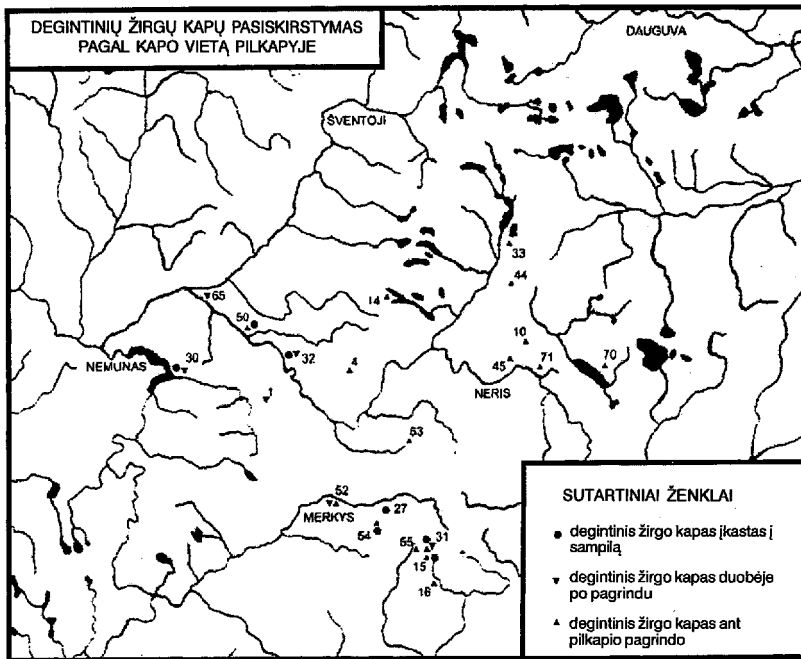 DEGINTINIŲ ŽIRGŲ KAPŲ PASISKIRSTYMAS
PAGAL KAPO VIETĄ PILKAPYJE
DAUGUVA
ŠVENTOJI
33
44
65
14
50
10
32
30
4
45
71
70
NEMUNAS
NERIS
1
53
52
27
MERKYS
54
31
55
15
16
SUTARTINIAI ŽENKLAI
degintinis žirgo kapas įkastas į
sampilą
degintinis žirgo kapas duobėje
po pagrindu
degintinis žirgo kapas ant
pilkapio pagrindo